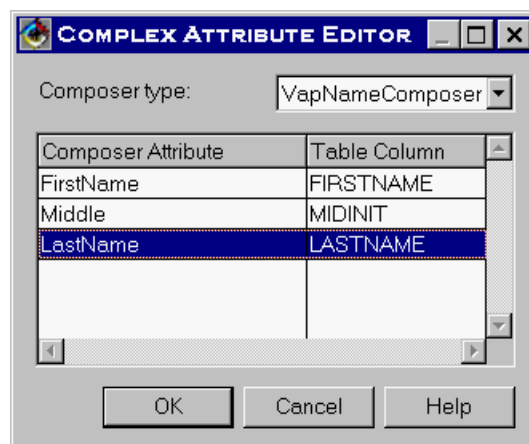 Complex Attribute Editor
Composer type: VapNameComposer
Composer Attribute Table Column
FirstName FIRSTNAME
Middle MIDINIT
LastName LASTNAME
OK Cancel Help